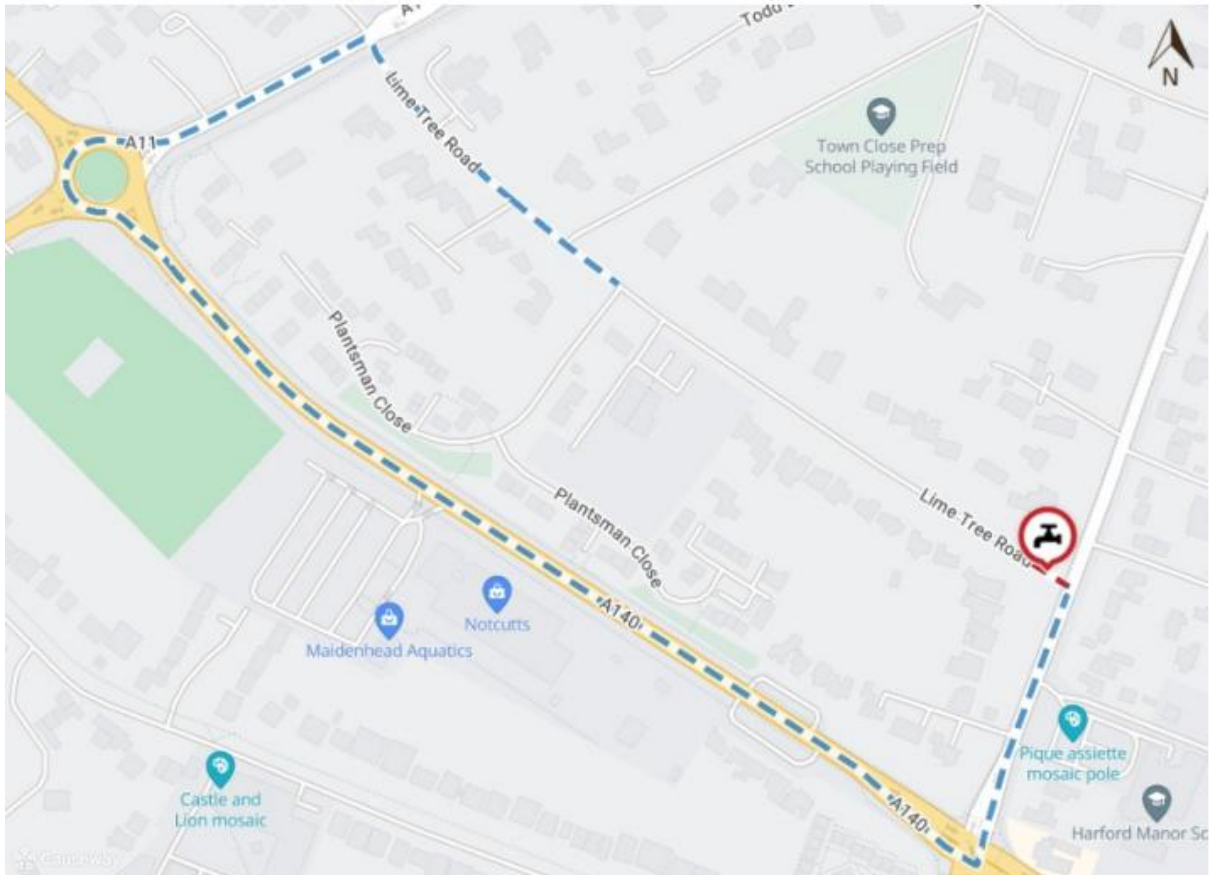 N
A11
Lime Tree Road
Town Close Prep
School Playing Field
Plantsman Close
Plantsman Close
Lime Tree Road
Notcutts
Maidenhead Aquatics
A140
Castle and
Lion mosaic
Pique assiette
mosaic pole
A140
Harford Manor
Causeway